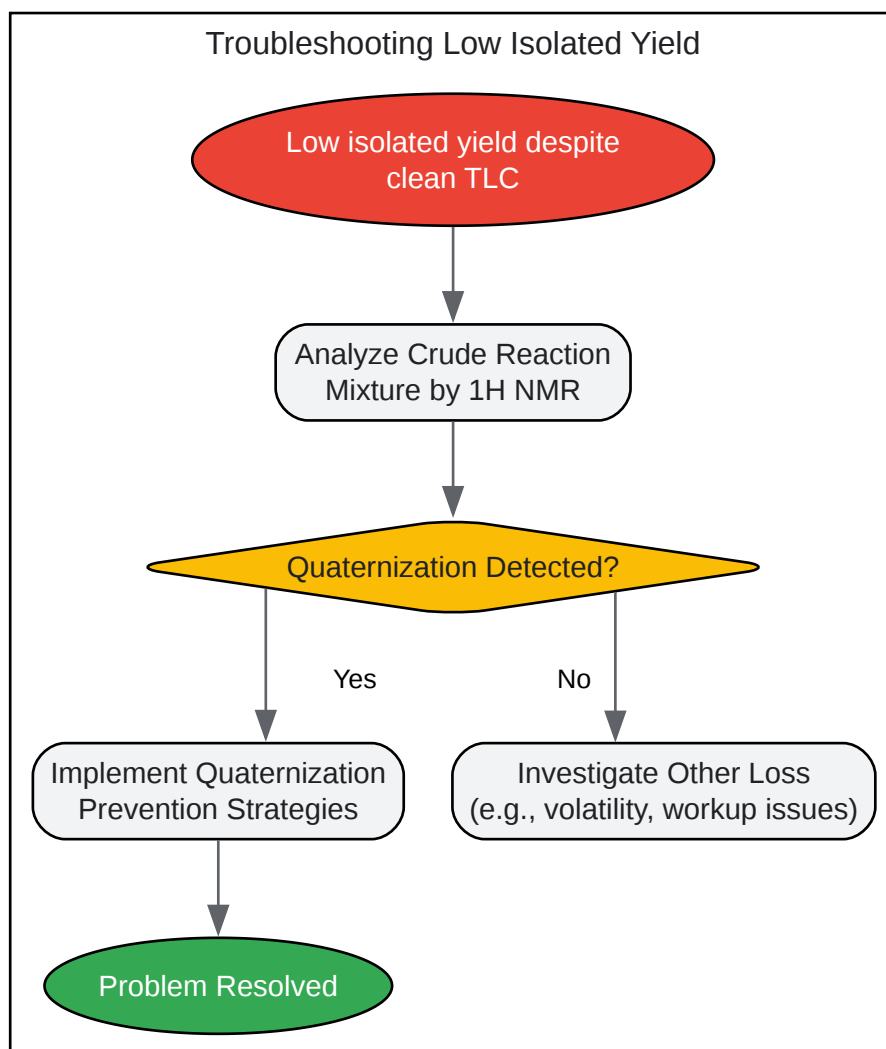 Troubleshooting Low Isolated Yield
Low isolated yield despite
clean TLC
Analyze Crude Reaction
Mixture by 1H NMR
Quaternization Detected?
Yes
No
Implement Quaternization
Prevention Strategies
Investigate Other Loss
(e.g., volatility, workup issues)
Problem Resolved